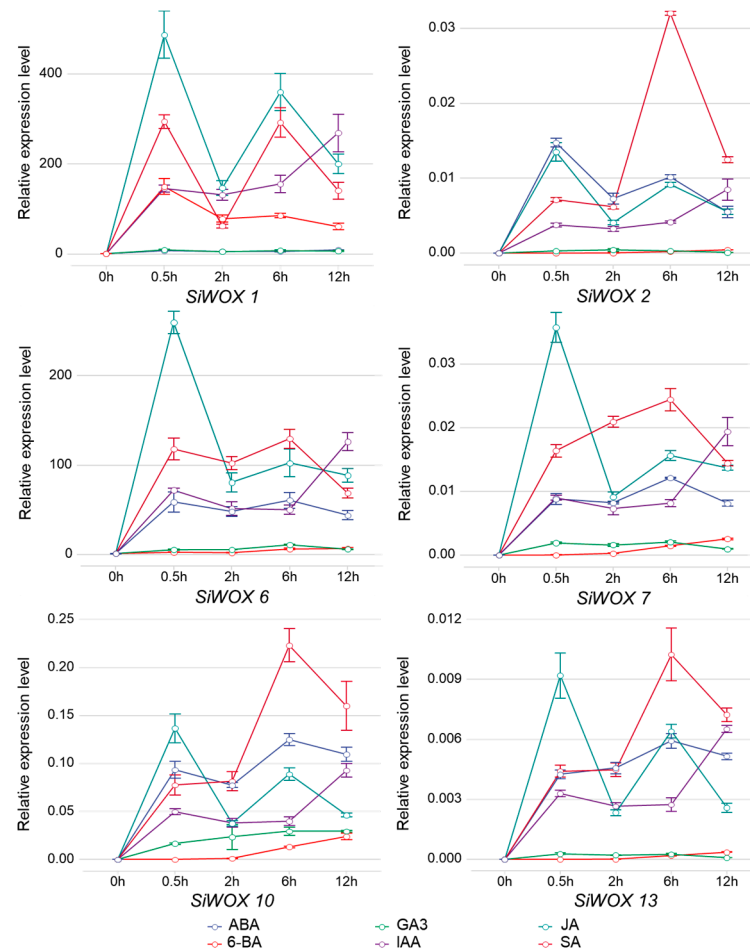 Relative expression level
400
200
0
0h 0.5h 2h 6h 12h
SiWOX 1
Relative expression level
0.03
0.02
0.01
0.00
0h 0.5h 2h 6h 12h
SiWOX 2
Relative expression level
200
100
0
0h 0.5h 2h 6h 12h
SiWOX 6
Relative expression level
0.03
0.02
0.01
0.00
0h 0.5h 2h 6h 12h
SiWOX 7
Relative expression level
0.25
0.20
0.15
0.10
0.05
0.00
0h 0.5h 2h 6h 12h
SiWOX 10
Relative expression level
0.012
0.009
0.006
0.003
0.000
0h 0.5h 2h 6h 12h
SiWOX 13
ABA GA3 JA
6-BA IAA SA